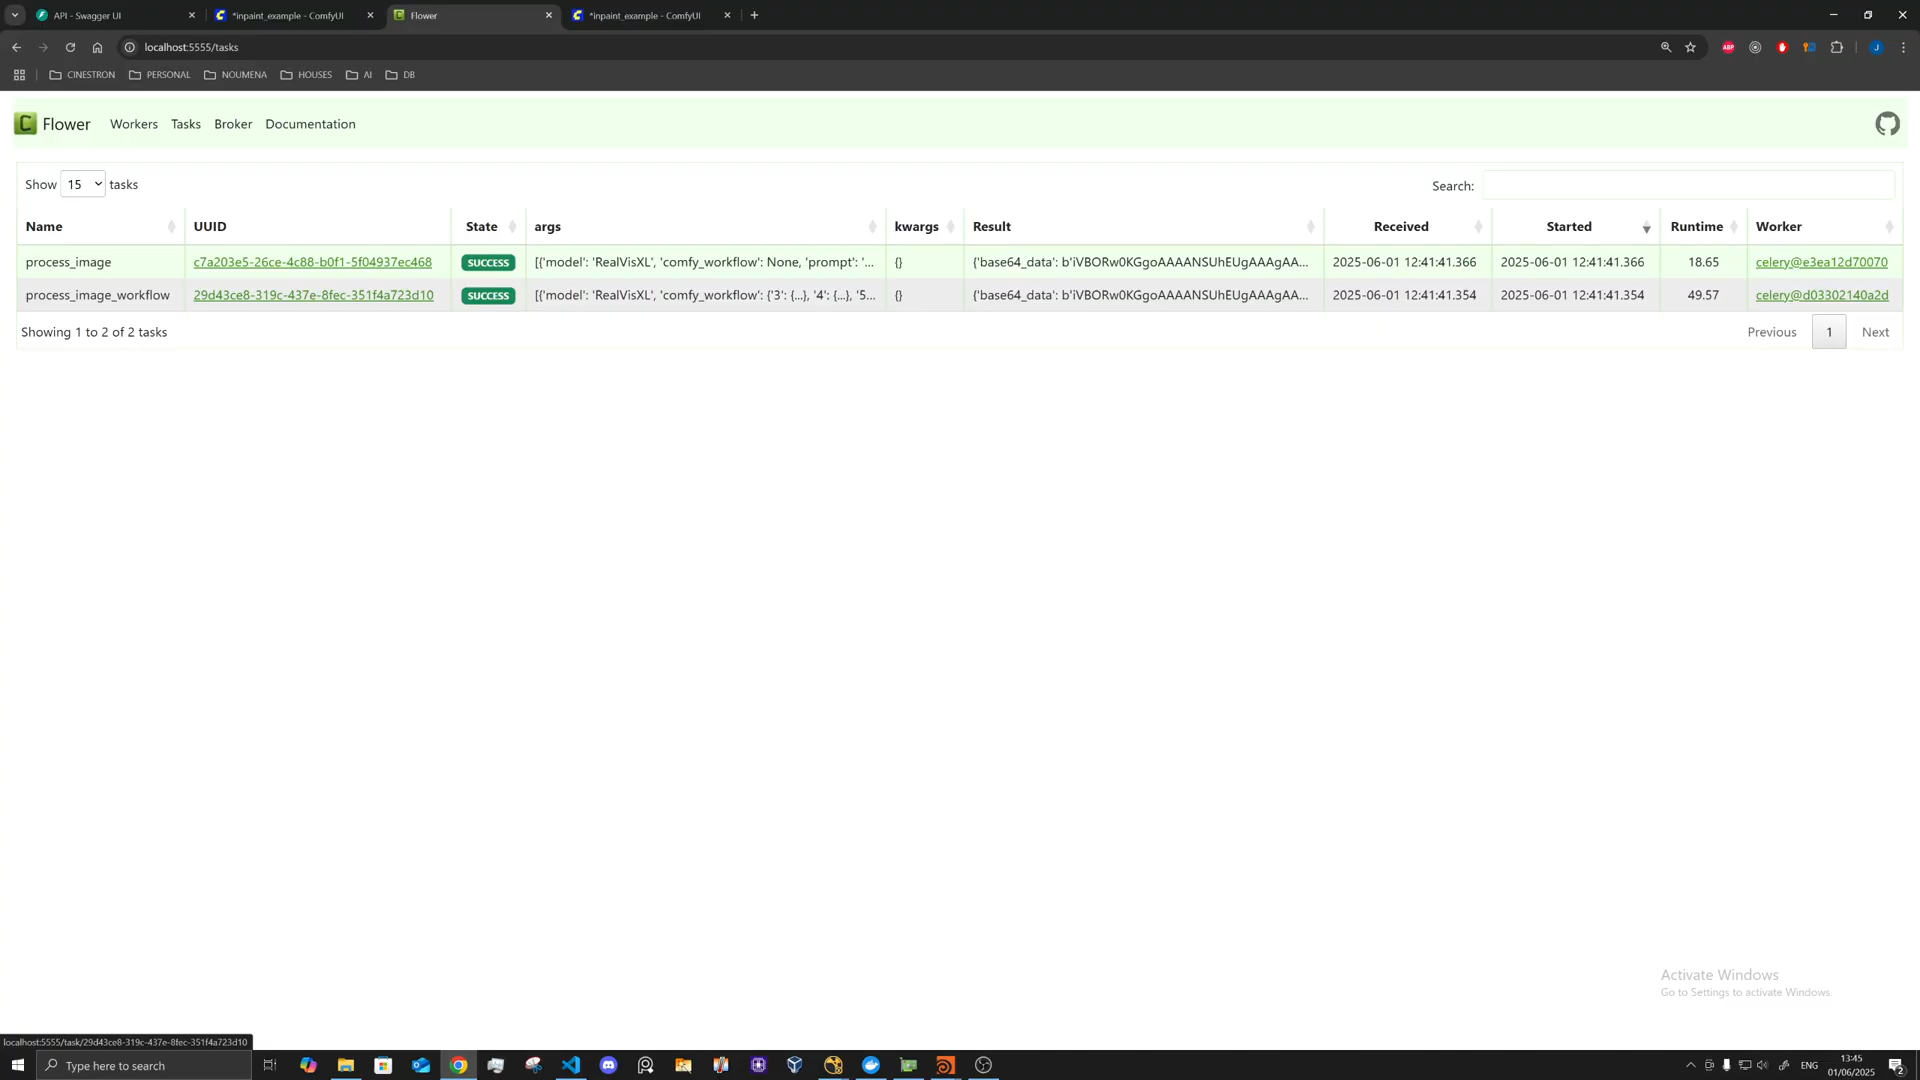 API - Swagger UI
*inpaint_example - ComfyUI
Flower
*inpaint_example - ComfyUI
localhost:5555/tasks
ABP
J
CINESTRON PERSONAL NOUMENA HOUSES AI DB
C Flower Workers Tasks Broker Documentation
Show 15 tasks
Search:
Name UUID State args kwargs Result Received Started Runtime Worker
process_image c7a203e5-26ce-4c88-b0f1-5f04937ec468 SUCCESS [{'model': 'RealVisXL', 'comfy_workflow': None, 'prompt': '... {} {'base64_data': b'iVBORw0KGgoAAAANSUhEUgAAAgAA... 2025-06-01 12:41:41.366 2025-06-01 12:41:41.366 18.65 celery@e3ea12d70070
process_image_workflow 29d43ce8-319c-437e-8fec-351f4a723d10 SUCCESS [{'model': 'RealVisXL', 'comfy_workflow': {'3': {...}, '4': {...}, '5... {} {'base64_data': b'iVBORw0KGgoAAAANSUhEUgAAAgAA... 2025-06-01 12:41:41.354 2025-06-01 12:41:41.354 49.57 celery@d03302140a2d
Showing 1 to 2 of 2 tasks
Previous 1 Next
Activate Windows
Go to Settings to activate Windows.
localhost:5555/task/29d43ce8-319c-437e-8fec-351f4a723d10
Type here to search
ENG
13:45
01/06/2025
2